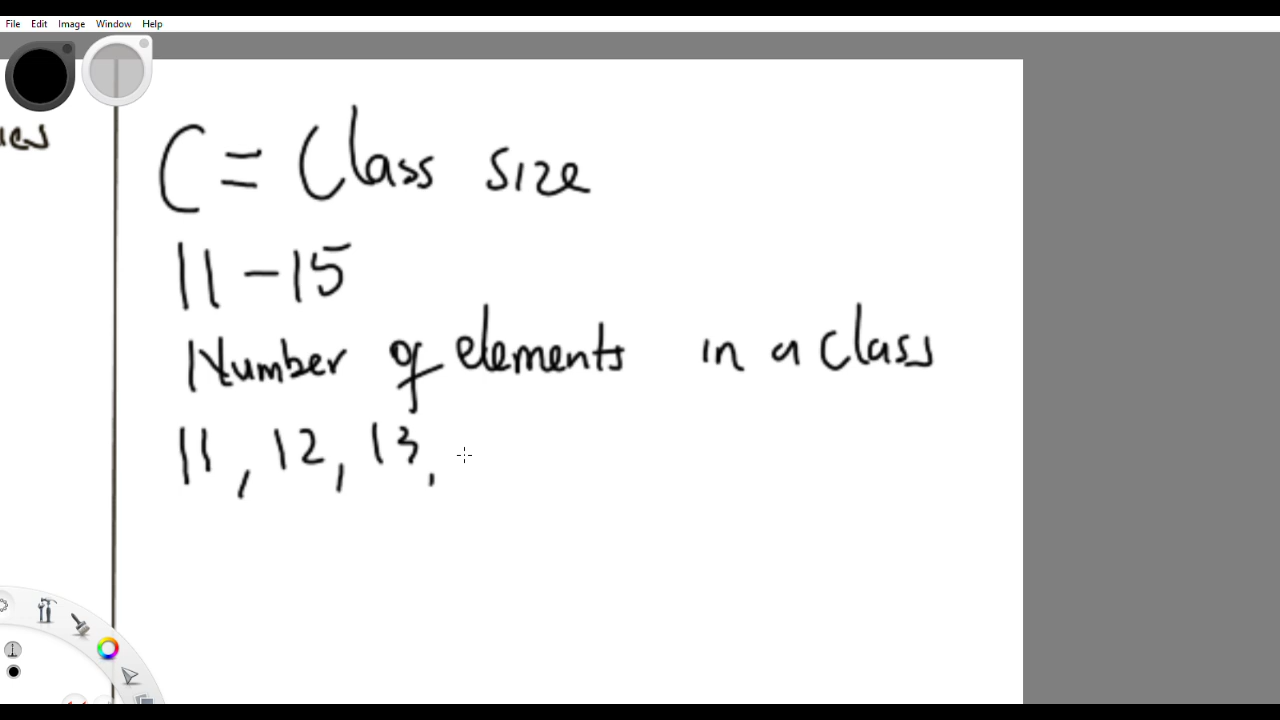 File Edit Image Window Help
C = Class size
11 - 15
Number of elements in a class
11, 12, 13,